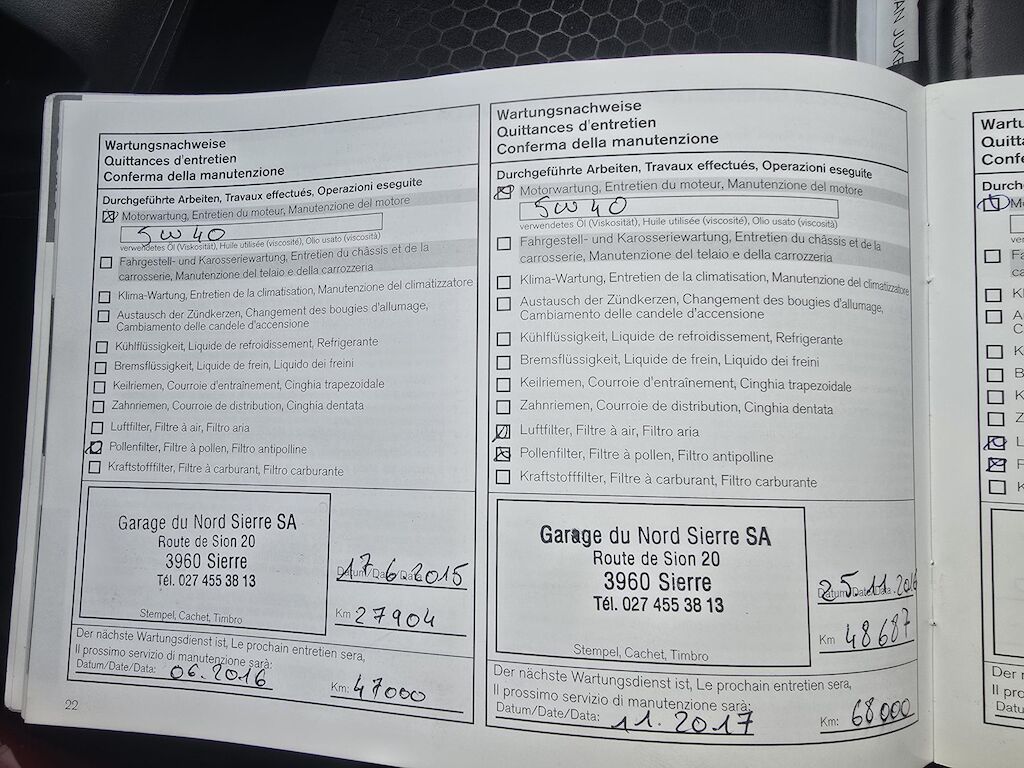 AN JUKE
Wartungsnachweise
Quittances d'entretien
Conferma della manutenzione
Durchgeführte Arbeiten, Travaux effectués, Operazioni eseguite
Motorwartung, Entretien du moteur, Manutenzione del motore
5W40
verwendetes Öl (Viskosität), Huile utilisée (viscosité), Olio usato (viscosità)
Fahrgestell- und Karosseriewartung, Entretien du châssis et de la
carrosserie, Manutenzione del telaio e della carrozzeria
Klima-Wartung, Entretien de la climatisation, Manutenzione del climatizzatore
Austausch der Zündkerzen, Changement des bougies d'allumage,
Cambiamento delle candele d'accensione
Kühlflüssigkeit, Liquide de refroidissement, Refrigerante
Bremsflüssigkeit, Liquide de frein, Liquido dei freini
Keilriemen, Courroie d'entraînement, Cinghia trapezoidale
Zahnriemen, Courroie de distribution, Cinghia dentata
Luftfilter, Filtre à air, Filtro aria
Pollenfilter, Filtre à pollen, Filtro antipolline
Kraftstofffilter, Filtre à carburant, Filtro carburante
Garage du Nord Sierre SA
Route de Sion 20
3960 Sierre
Tél. 027 455 38 13
Stempel, Cachet, Timbro
17.6.2015
Datum/Date/Data
Km 27904
Der nächste Wartungsdienst ist, Le prochain entretien sera,
Il prossimo servizio di manutenzione sarà:
Datum/Date/Data: 06.2016 Km: 47000
22
Wartungsnachweise
Quittances d'entretien
Conferma della manutenzione
Durchgeführte Arbeiten, Travaux effectués, Operazioni eseguite
Motorwartung, Entretien du moteur, Manutenzione del motore
5W40
verwendetes Öl (Viskosität), Huile utilisée (viscosité), Olio usato (viscosità)
Fahrgestell- und Karosseriewartung, Entretien du châssis et de la
carrosserie, Manutenzione del telaio e della carrozzeria
Klima-Wartung, Entretien de la climatisation, Manutenzione del climatizzatore
Austausch der Zündkerzen, Changement des bougies d'allumage,
Cambiamento delle candele d'accensione
Kühlflüssigkeit, Liquide de refroidissement, Refrigerante
Bremsflüssigkeit, Liquide de frein, Liquido dei freini
Keilriemen, Courroie d'entraînement, Cinghia trapezoidale
Zahnriemen, Courroie de distribution, Cinghia dentata
Luftfilter, Filtre à air, Filtro aria
Pollenfilter, Filtre à pollen, Filtro antipolline
Kraftstofffilter, Filtre à carburant, Filtro carburante
Garage du Nord Sierre SA
Route de Sion 20
3960 Sierre
Tél. 027 455 38 13
Stempel, Cachet, Timbro
25.11.2016
Datum/Date/Data
Km 48687
Der nächste Wartungsdienst ist, Le prochain entretien sera,
Il prossimo servizio di manutenzione sarà:
Datum/Date/Data: 11.2017 Km: 68000